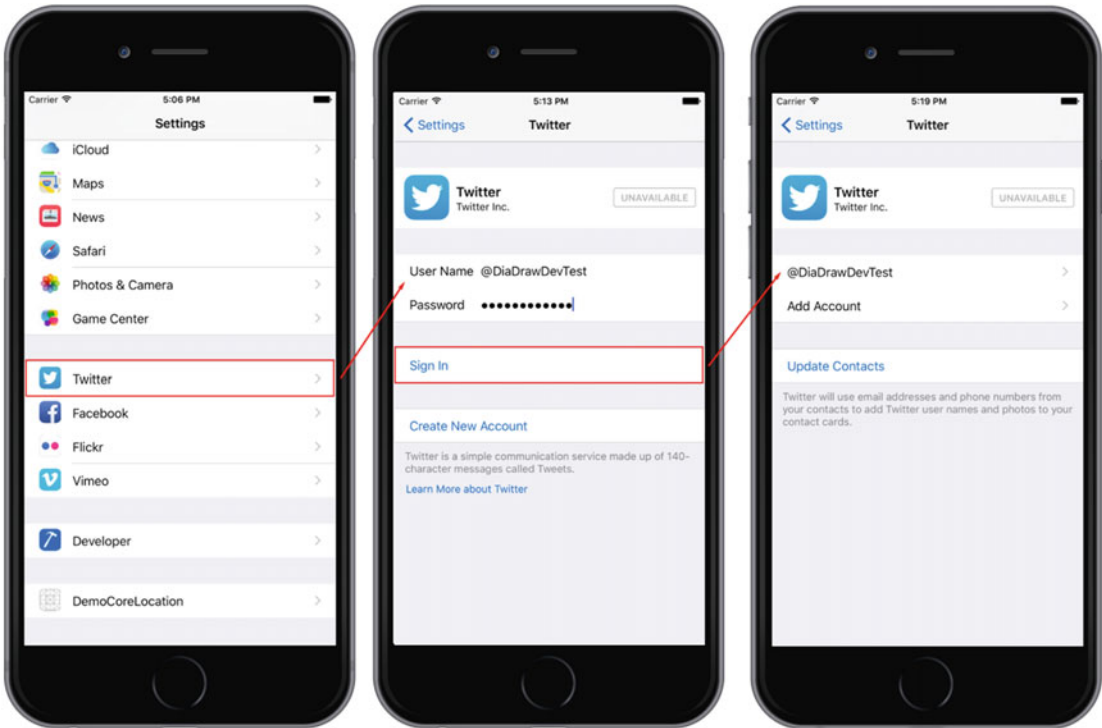 Carrier 5:06 PM
Settings
iCloud
Maps
News
Safari
Photos & Camera
Game Center
Twitter
Facebook
Flickr
Vimeo
Developer
DemoCoreLocation
Carrier 5:13 PM
Settings Twitter
Twitter
Twitter Inc.
UNAVAILABLE
User Name @DiaDrawDevTest
Password ●●●●●●●●●●●●
Sign In
Create New Account
Twitter is a simple communication service made up of 140-
character messages called Tweets.
Learn More about Twitter
Carrier 5:19 PM
Settings Twitter
Twitter
Twitter Inc.
UNAVAILABLE
@DiaDrawDevTest
Add Account
Update Contacts
Twitter will use email addresses and phone numbers from
your contacts to add Twitter user names and photos to your
contact cards.